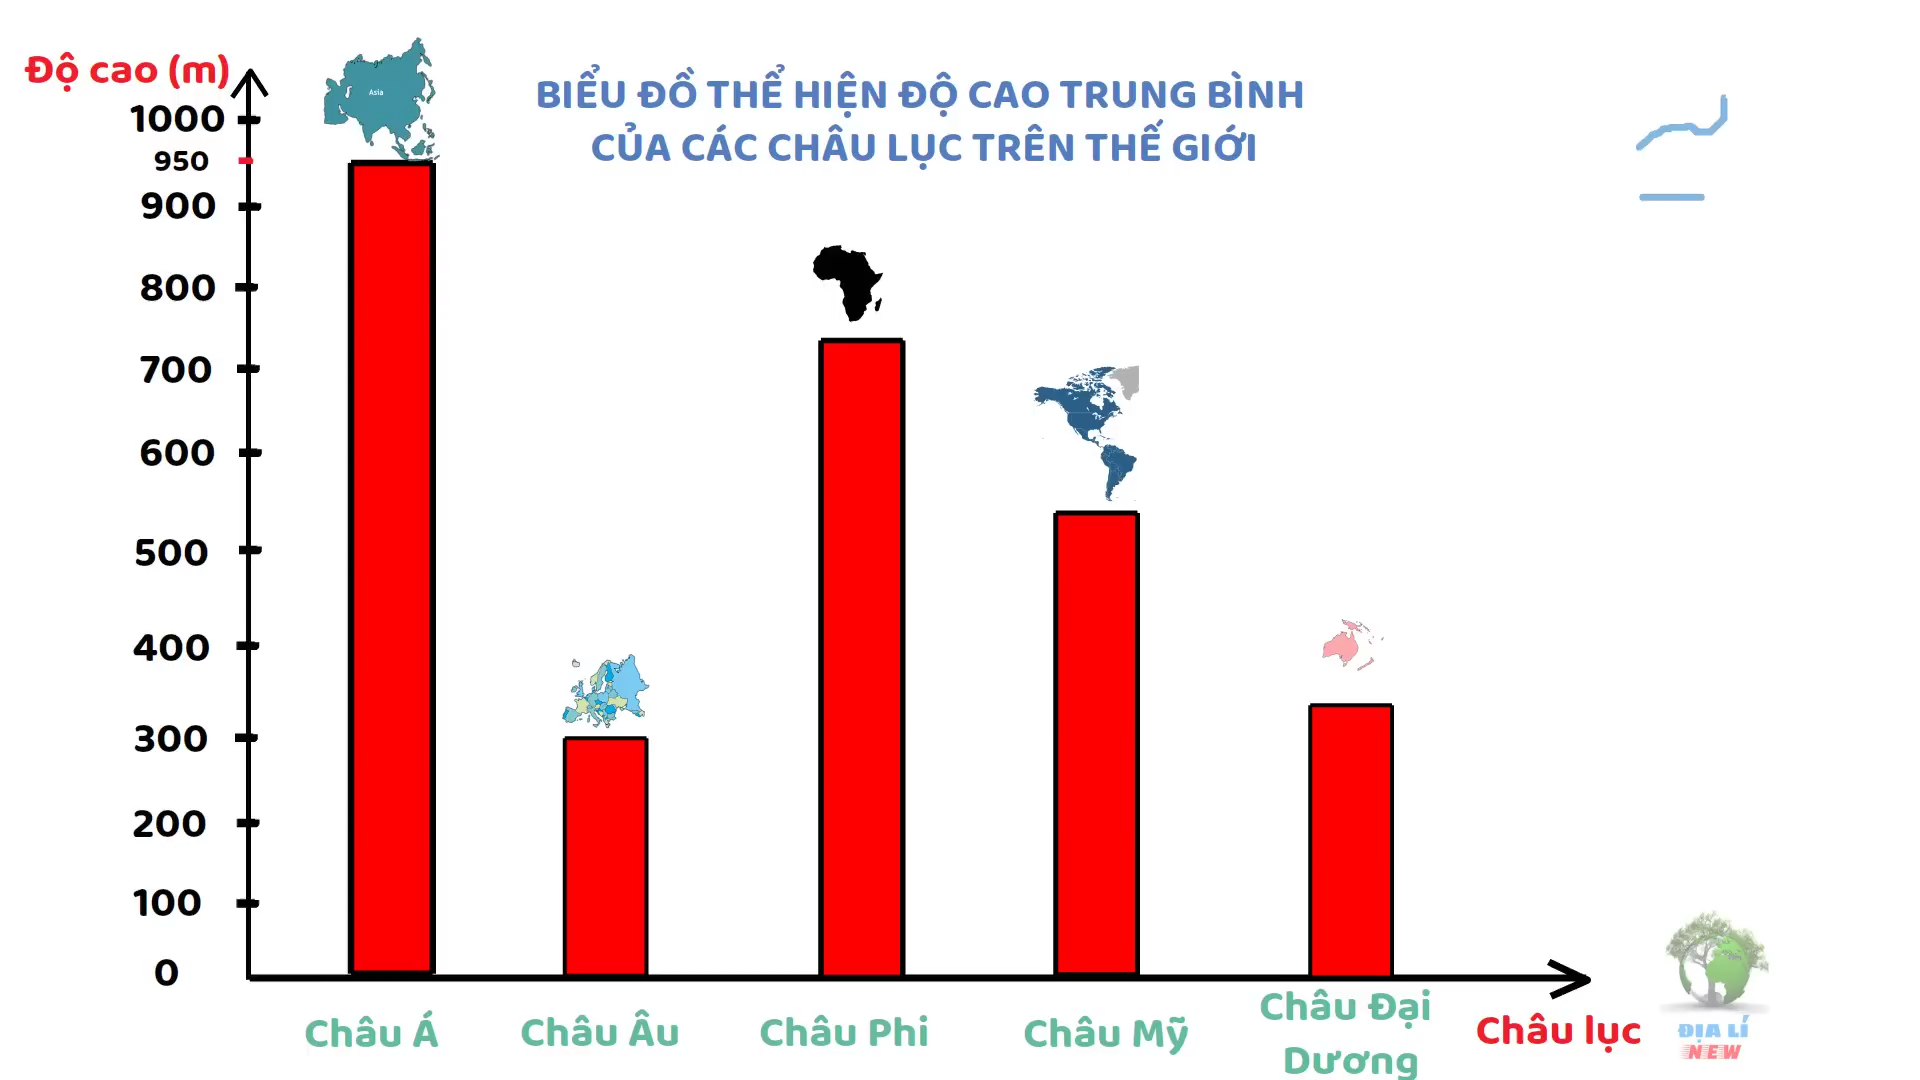 Độ cao (m)
BIỂU ĐỒ THỂ HIỆN ĐỘ CAO TRUNG BÌNH
CỦA CÁC CHÂU LỤC TRÊN THẾ GIỚI
1000
950
900
800
700
600
500
400
300
200
100
0
Asia
Châu Á
Châu Âu
Châu Phi
Châu Mỹ
Châu Đại
Dương
Châu lục
ĐỊA LÍ
NEW